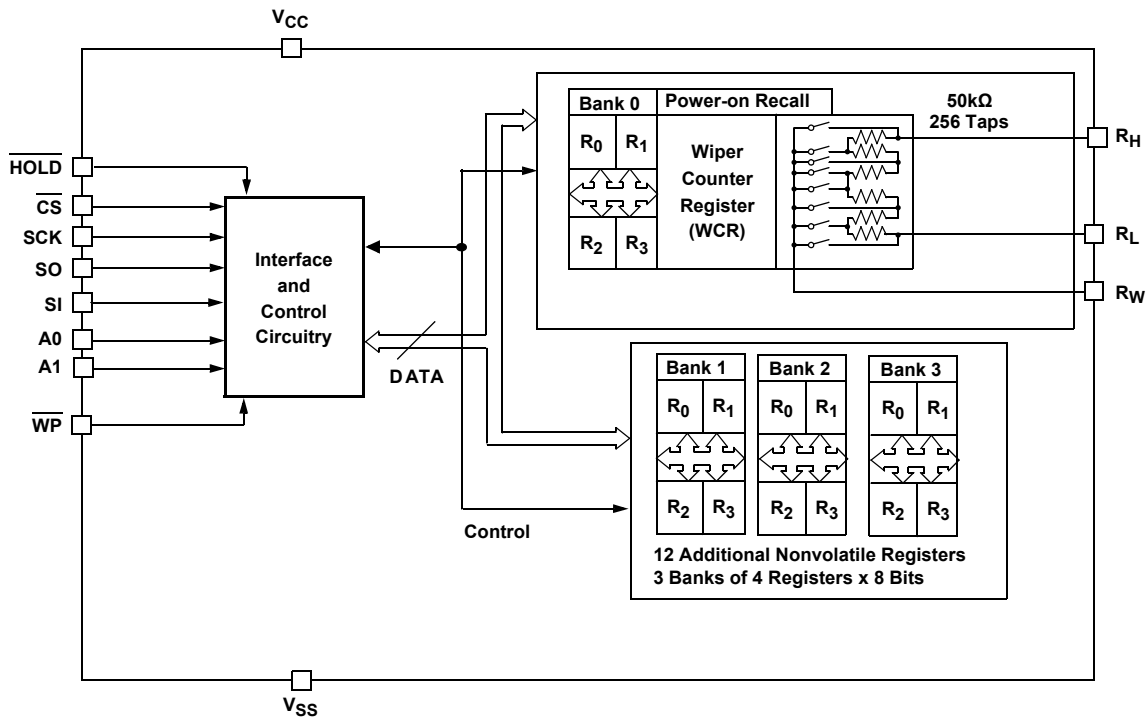 VCC
HOLD
CS
SCK
SO
SI
A0
A1
WP
Interface
and
Control
Circuitry
DATA
Control
Bank 0
Power-on Recall
R0 R1
R2 R3
Wiper
Counter
Register
(WCR)
50kΩ
256 Taps
RH
RL
RW
Bank 1
R0 R1
R2 R3
Bank 2
R0 R1
R2 R3
Bank 3
R0 R1
R2 R3
12 Additional Nonvolatile Registers
3 Banks of 4 Registers x 8 Bits
VSS